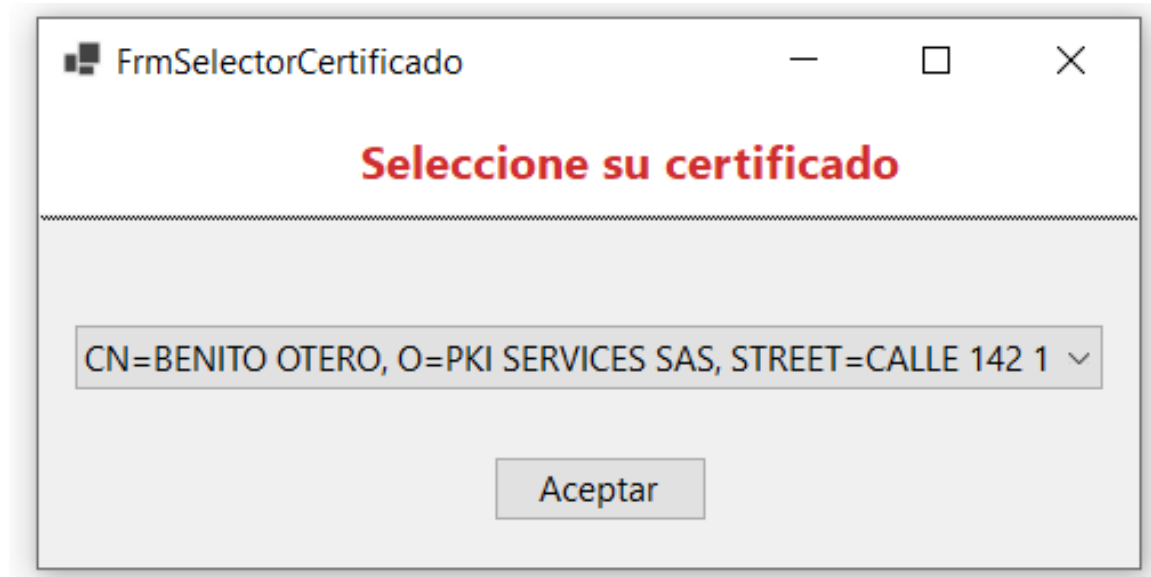 FrmSelectorCertificado
Seleccione su certificado
CN=BENITO OTERO, O=PKI SERVICES SAS, STREET=CALLE 142 1
Aceptar